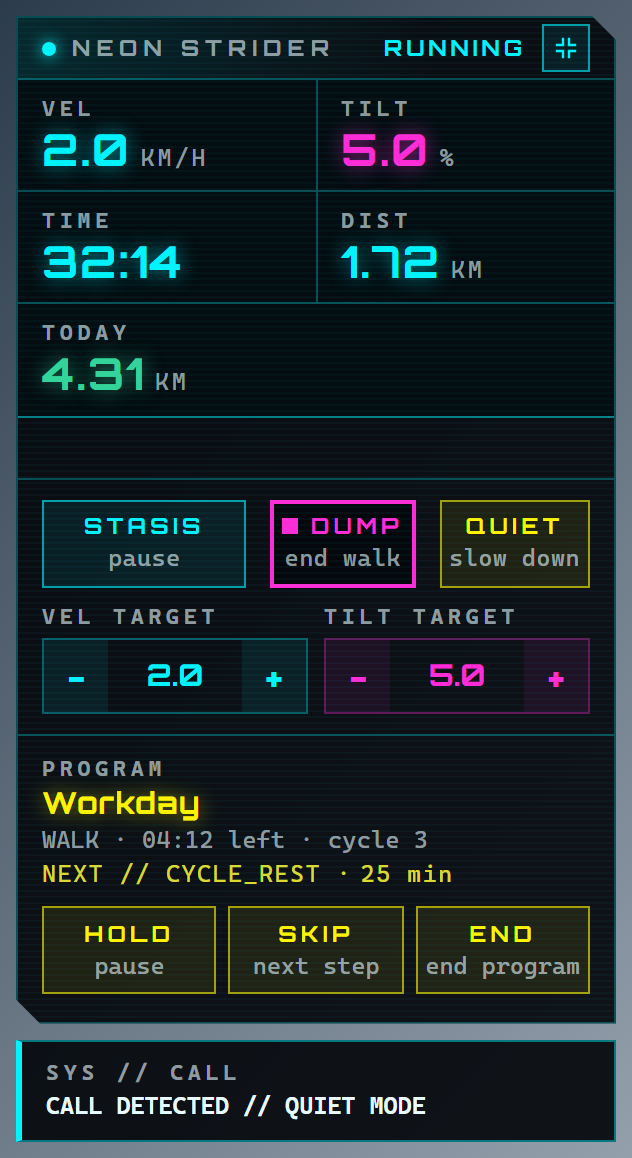 NEON STRIDER RUNNING
VEL TILT
2.0 KM/H 5.0 %
TIME DIST
32:14 1.72 KM
TODAY
4.31 KM
STASIS DUMP QUIET
pause end walk slow down
VEL TARGET TILT TARGET
- 2.0 + - 5.0 +
PROGRAM
Workday
WALK · 04:12 left · cycle 3
NEXT // CYCLE_REST · 25 min
HOLD SKIP END
pause next step end program
SYS // CALL
CALL DETECTED // QUIET MODE